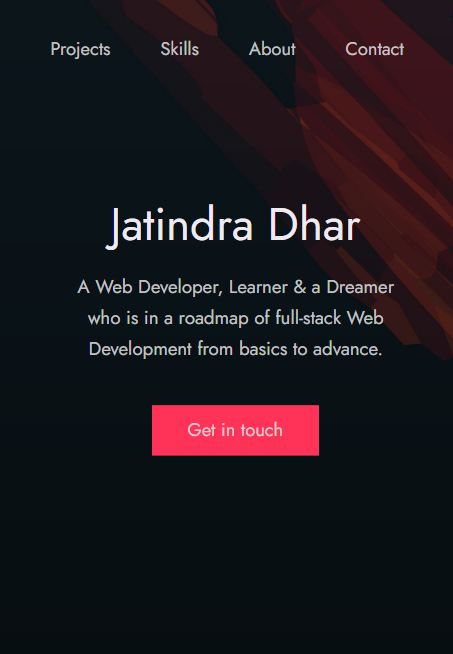 Projects Skills About Contact
Jatindra Dhar
A Web Developer, Learner & a Dreamer
who is in a roadmap of full-stack Web
Development from basics to advance.
Get in touch